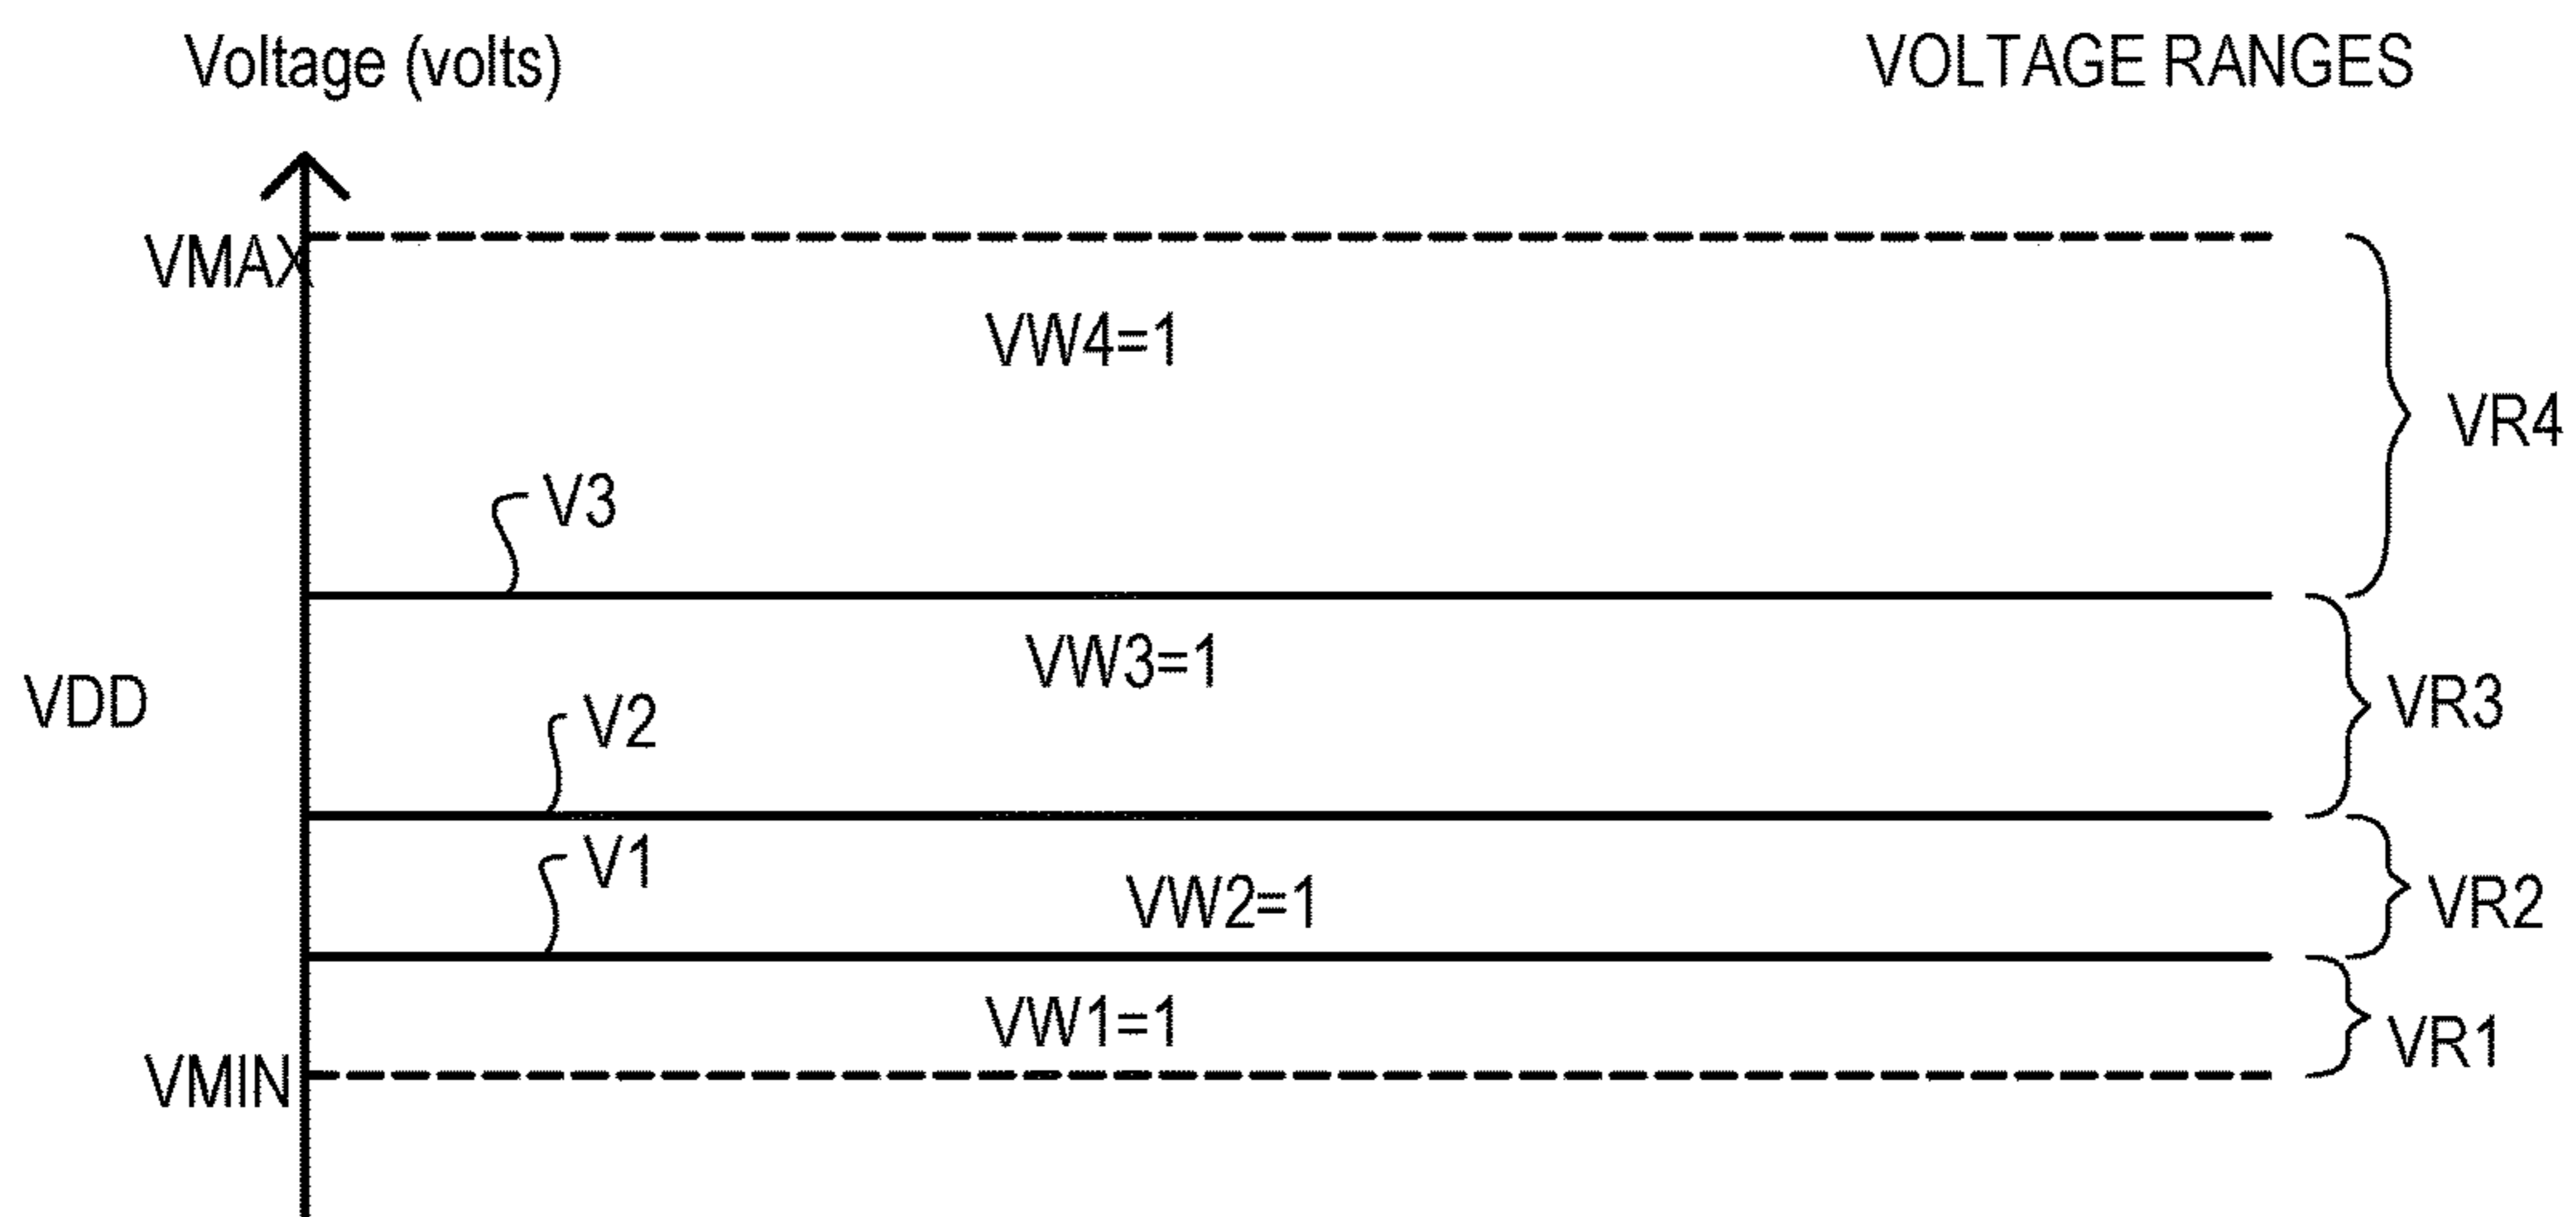 Voltage (volts)
VOLTAGE RANGES
VMAX
VW4=1
VR4
V3
VW3=1
VDD
V2
VR3
V1
VW2=1
VR2
VW1=1
VR1
VMIN